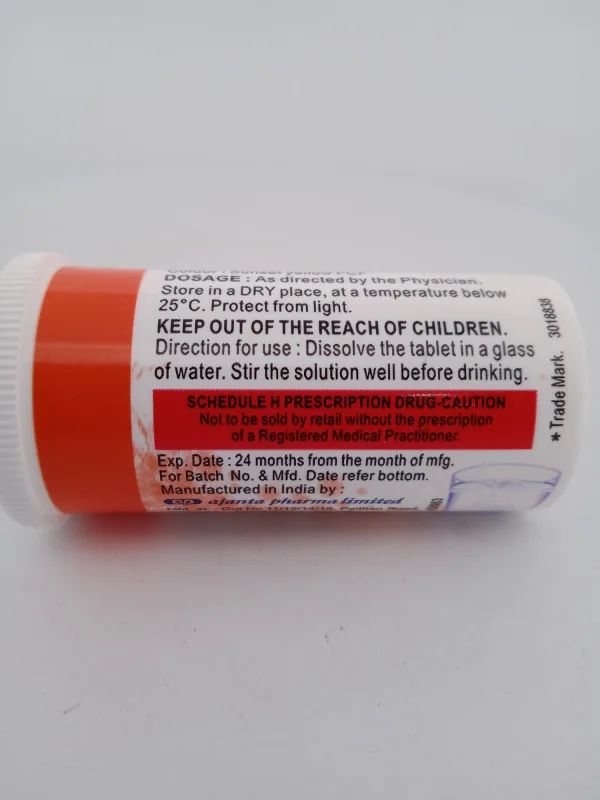 Colour : Sunset yellow FCF
DOSAGE : As directed by the Physician.
Store in a DRY place, at a temperature below
25°C. Protect from light.
KEEP OUT OF THE REACH OF CHILDREN.
Direction for use : Dissolve the tablet in a glass
of water. Stir the solution well before drinking.
SCHEDULE H PRESCRIPTION DRUG-CAUTION
Not to be sold by retail without the prescription
of a Registered Medical Practitioner.
Exp. Date : 24 months from the month of mfg.
For Batch No. & Mfd. Date refer bottom.
Manufactured in India by :
ajanta pharma limited
* Trade Mark. 3018838